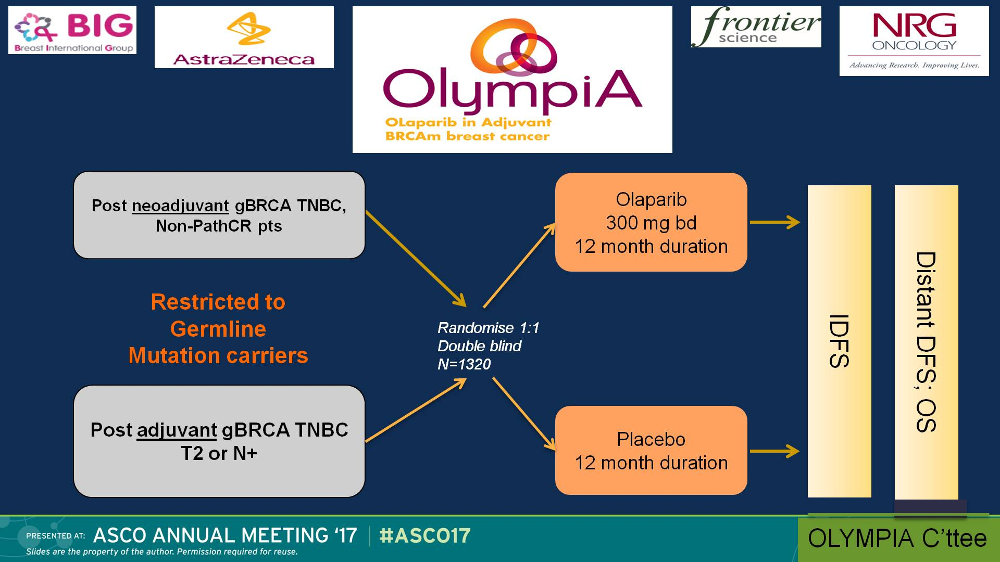 BIG
Breast International Group
AstraZeneca
OlympiA
OLaparib in Adjuvant
BRCAm breast cancer
frontier
science
NRG
ONCOLOGY
Advancing Research. Improving Lives.
Post neoadjuvant gBRCA TNBC,
Non-PathCR pts
Restricted to
Germline
Mutation carriers
Post adjuvant gBRCA TNBC
T2 or N+
Randomise 1:1
Double blind
N=1320
Olaparib
300 mg bd
12 month duration
Placebo
12 month duration
IDFS
Distant DFS; OS
PRESENTED AT: ASCO ANNUAL MEETING ‘17 | #ASCO17
Slides are the property of the author. Permission required for reuse.
OLYMPIA C’ttee